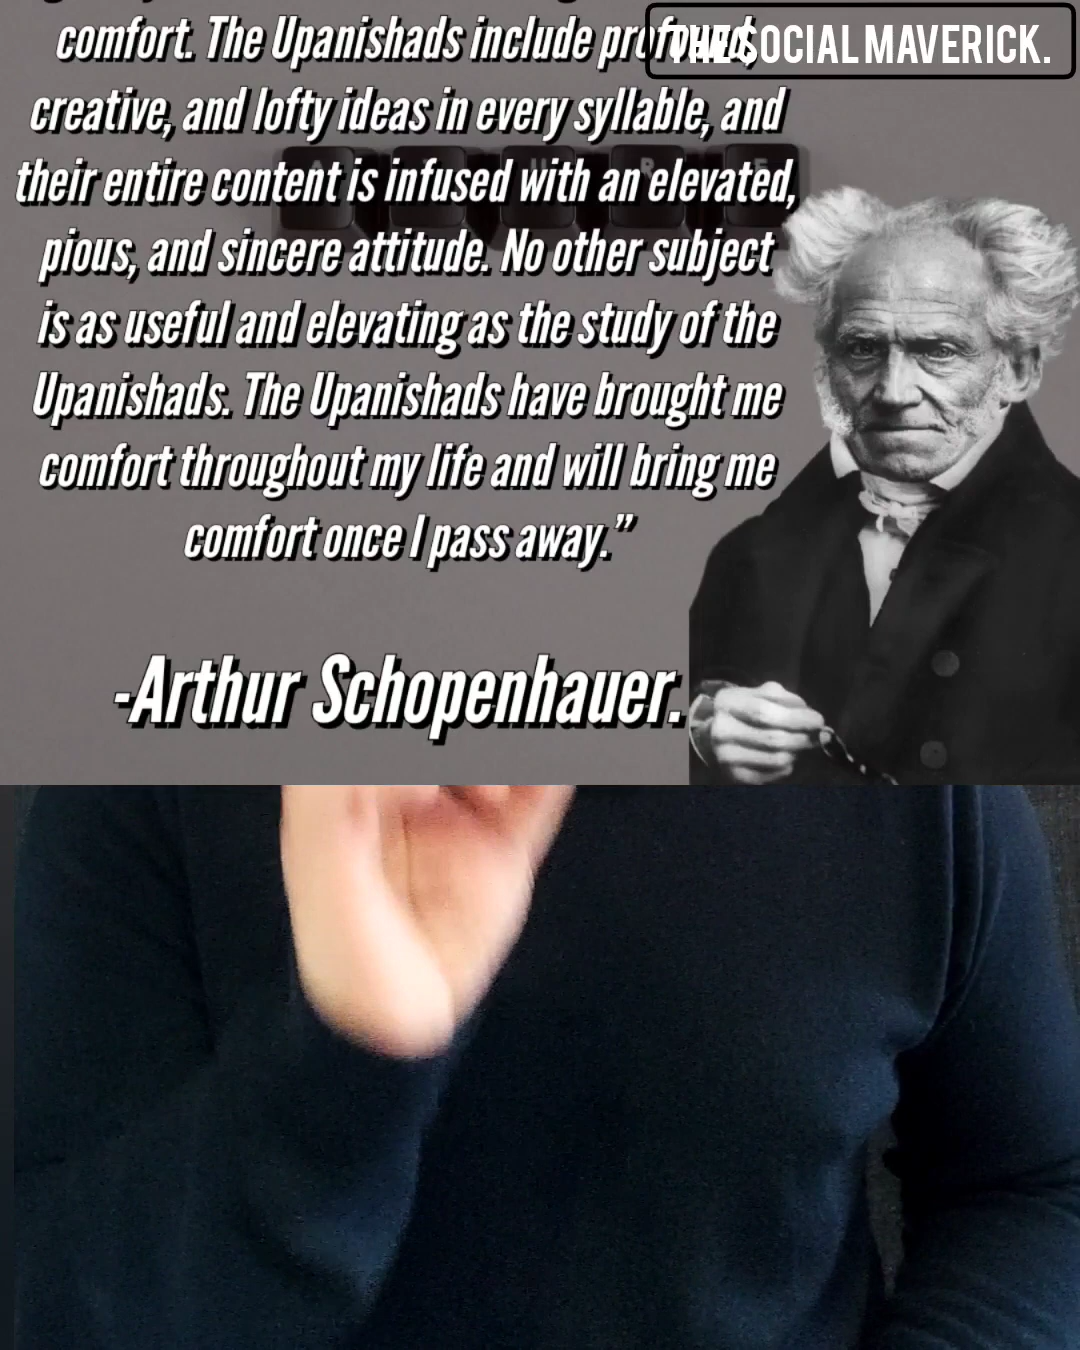 comfort. The Upanishads include
THE SOCIAL MAVERICK.
creative, and lofty ideas in every syllable, and
their entire content is infused with an elevated,
pious, and sincere attitude. No other subject
is as useful and elevating as the study of the
Upanishads. The Upanishads have brought me
comfort throughout my life and will bring me
comfort once I pass away.”
-Arthur Schopenhauer.